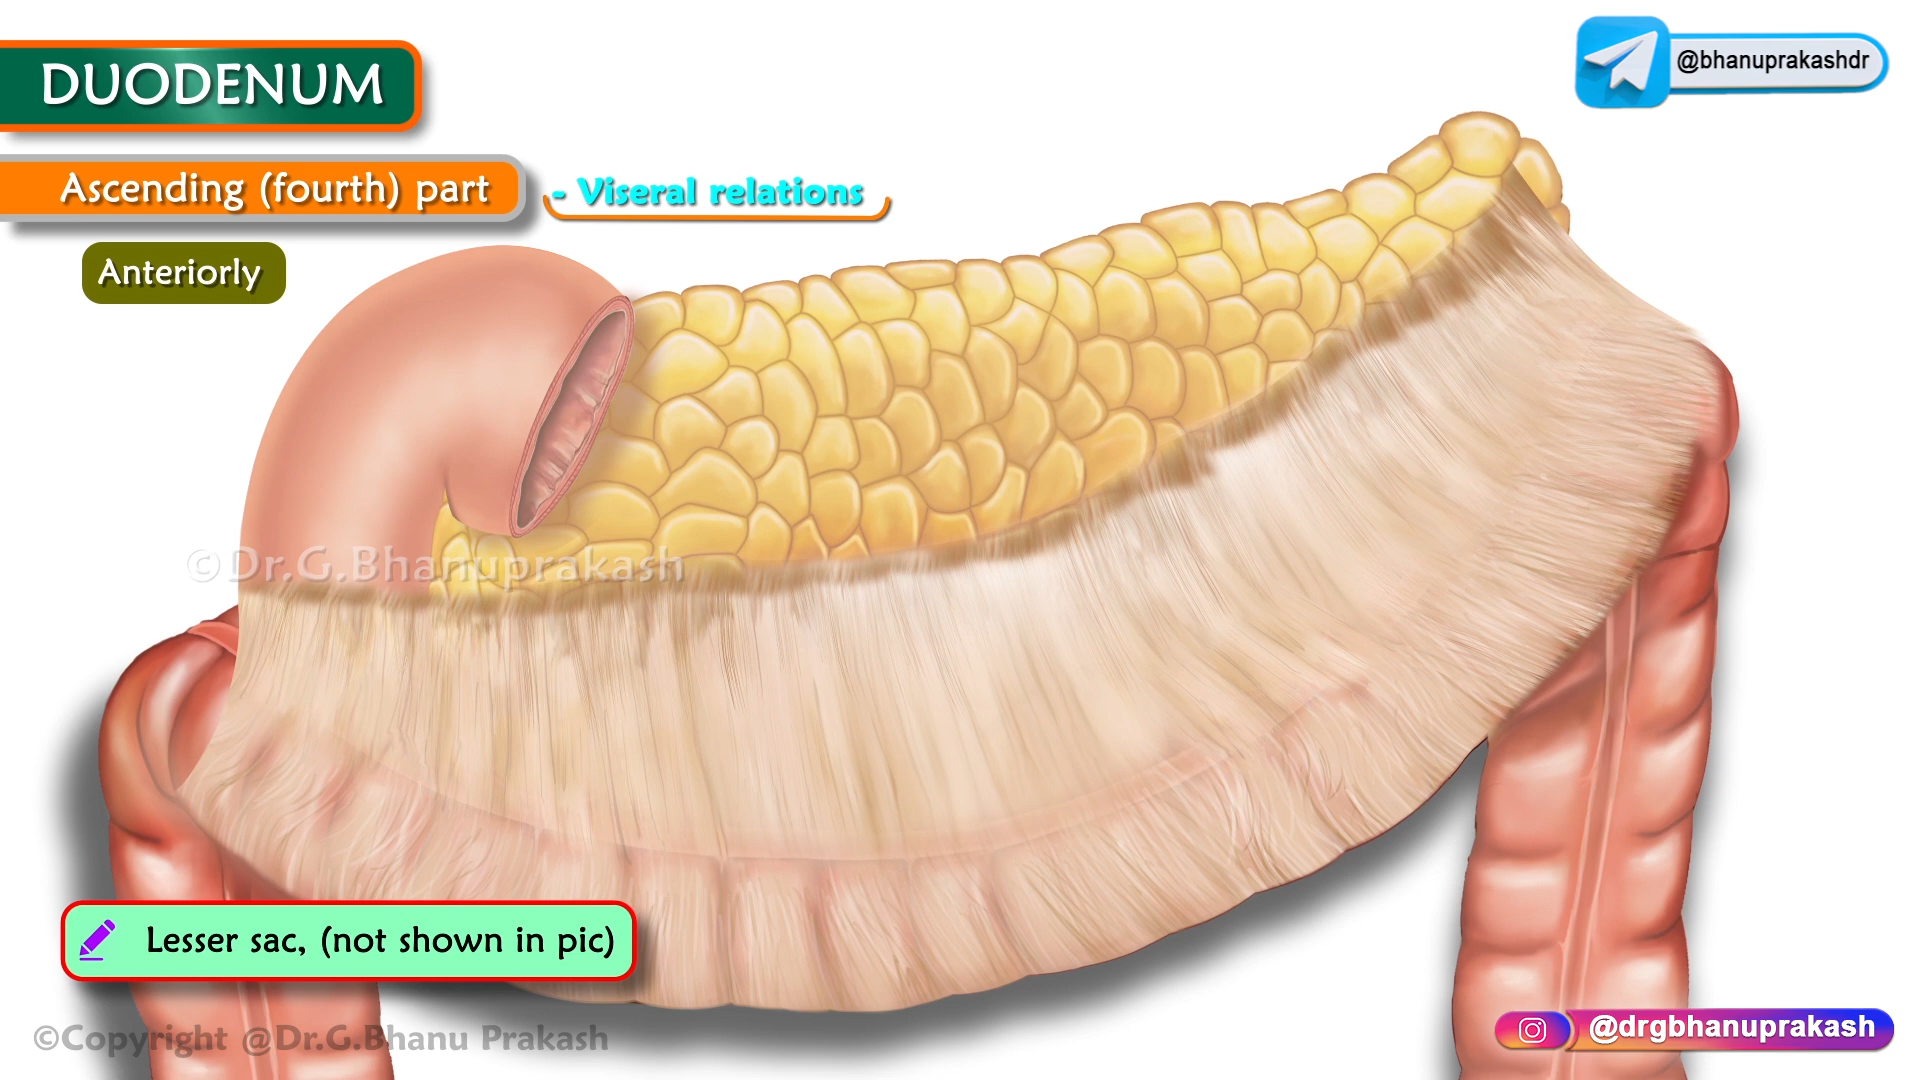 DUODENUM
@bhanuprakashdr
Ascending (fourth) part
- Viseral relations
Anteriorly
©Dr.G.Bhanuprakash
Lesser sac, (not shown in pic)
©Copyright @Dr.G.Bhanu Prakash
@drgbhanuprakash